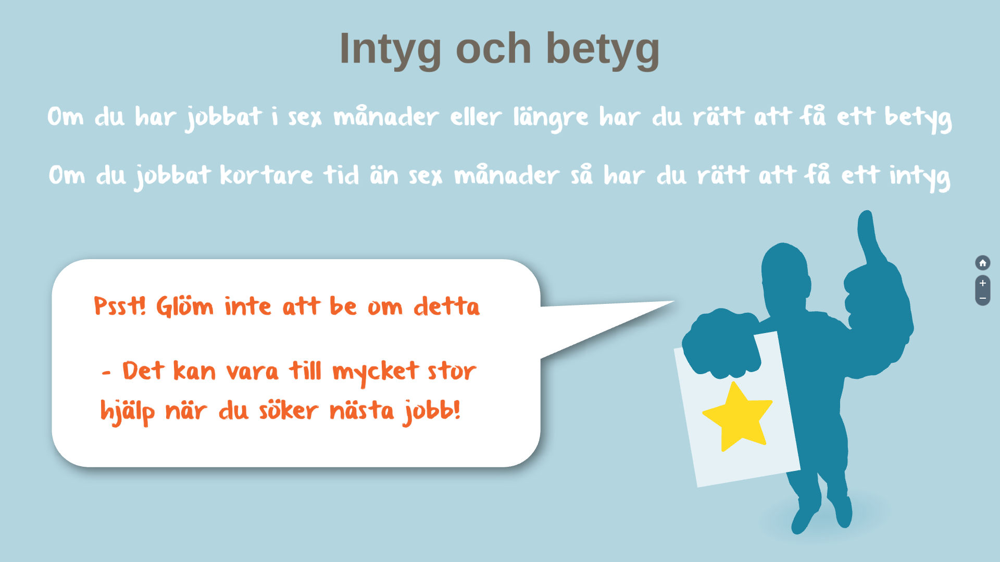 Intyg och betyg
Om du har jobbat i sex månader eller längre har du rätt att få ett betyg
Om du jobbat kortare tid än sex månader så har du rätt att få ett intyg
Psst! Glöm inte att be om detta
- Det kan vara till mycket stor
hjälp när du söker nästa jobb!